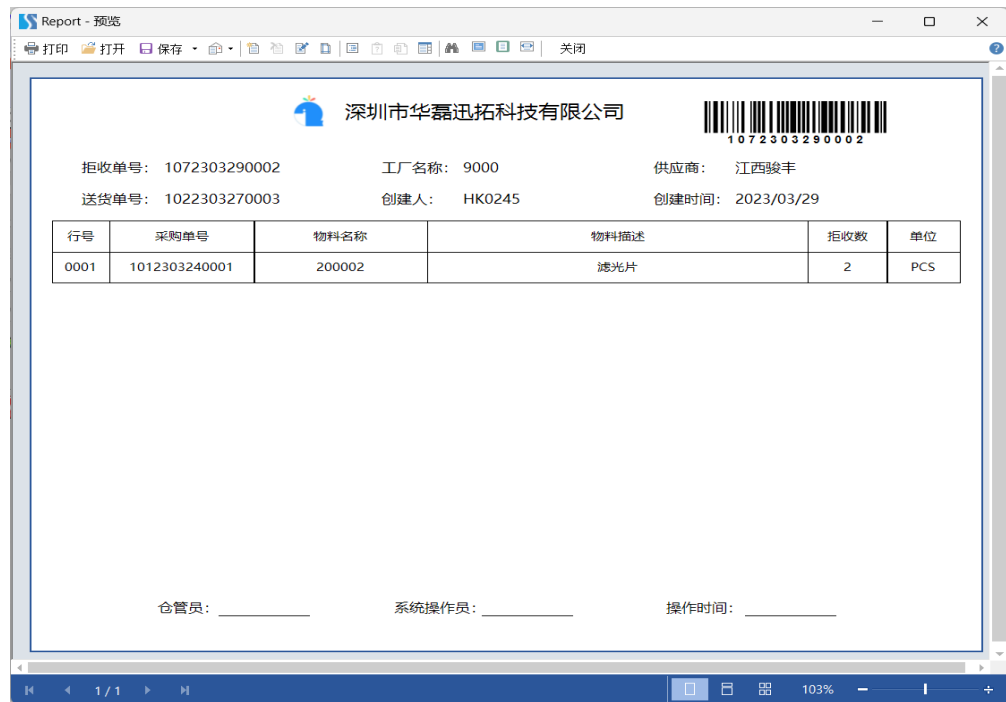 Report - 预览
打印 打开 保存 关闭
深圳市华磊迅拓科技有限公司
1072303290002
拒收单号： 1072303290002 工厂名称： 9000 供应商： 江西骏丰
送货单号： 1022303270003 创建人： HK0245 创建时间： 2023/03/29
行号 采购单号 物料名称 物料描述 拒收数 单位
0001 1012303240001 200002 滤光片 2 PCS
仓管员： 系统操作员： 操作时间：
1 / 1 103%